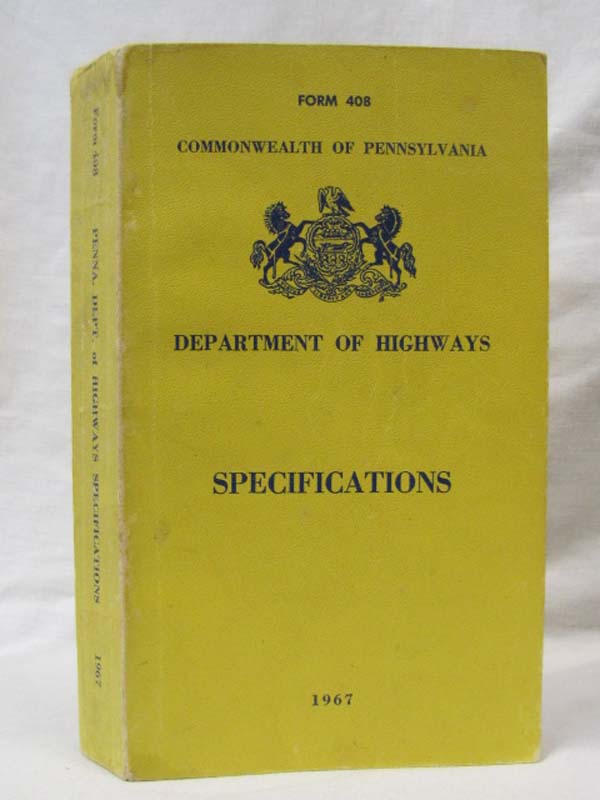 FORM 408
COMMONWEALTH OF PENNSYLVANIA
DEPARTMENT OF HIGHWAYS
SPECIFICATIONS
1967
Form 408 PENNA. DEPT. of HIGHWAYS SPECIFICATIONS 1967